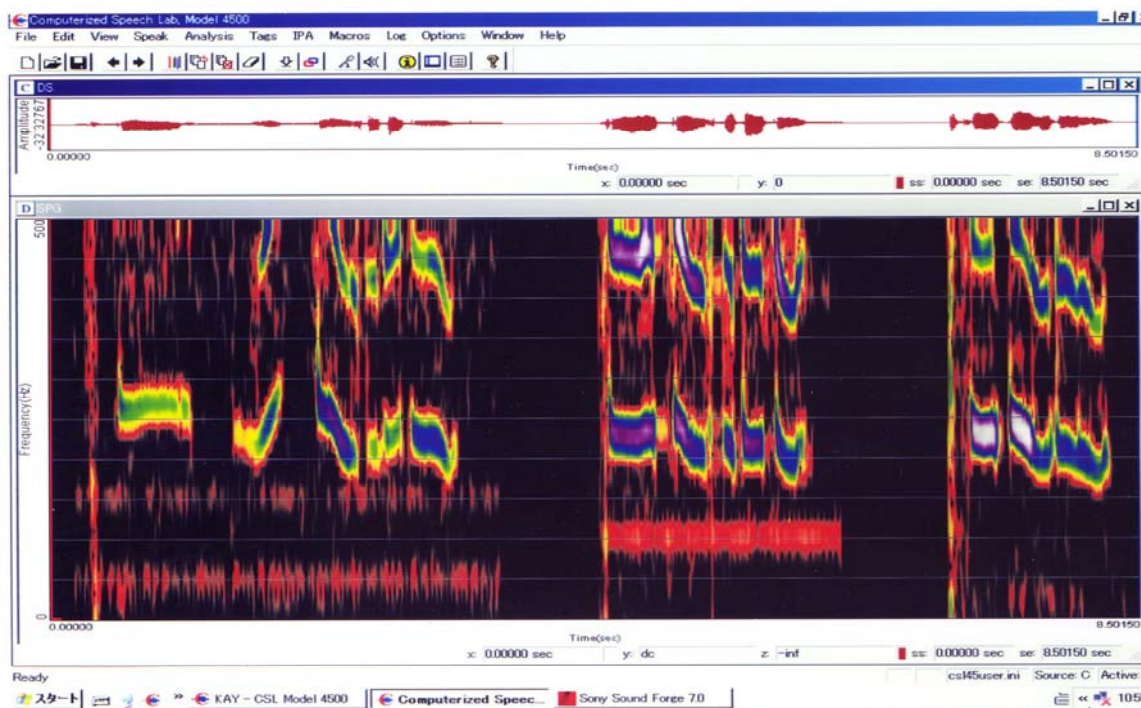 Computerized Speech Lab, Model 4500
File Edit View Speak Analysis Tags IPA Macros Log Options Window Help
C DS
Amplitude
-32 32767
0.00000 8.50150
Time(sec)
x: 0.00000 sec y: 0 ss: 0.00000 sec se: 8.50150 sec
D SPG
500
Frequency(Hz)
0
0.00000 8.50150
Time(sec)
x: 0.00000 sec y: dc z: -inf ss: 0.00000 sec se: 8.50150 sec
Ready csl45user.ini Source: C Active:
スタート » KAY - CSL Model 4500 Computerized Speec... Sony Sound Forge 7.0 « 105